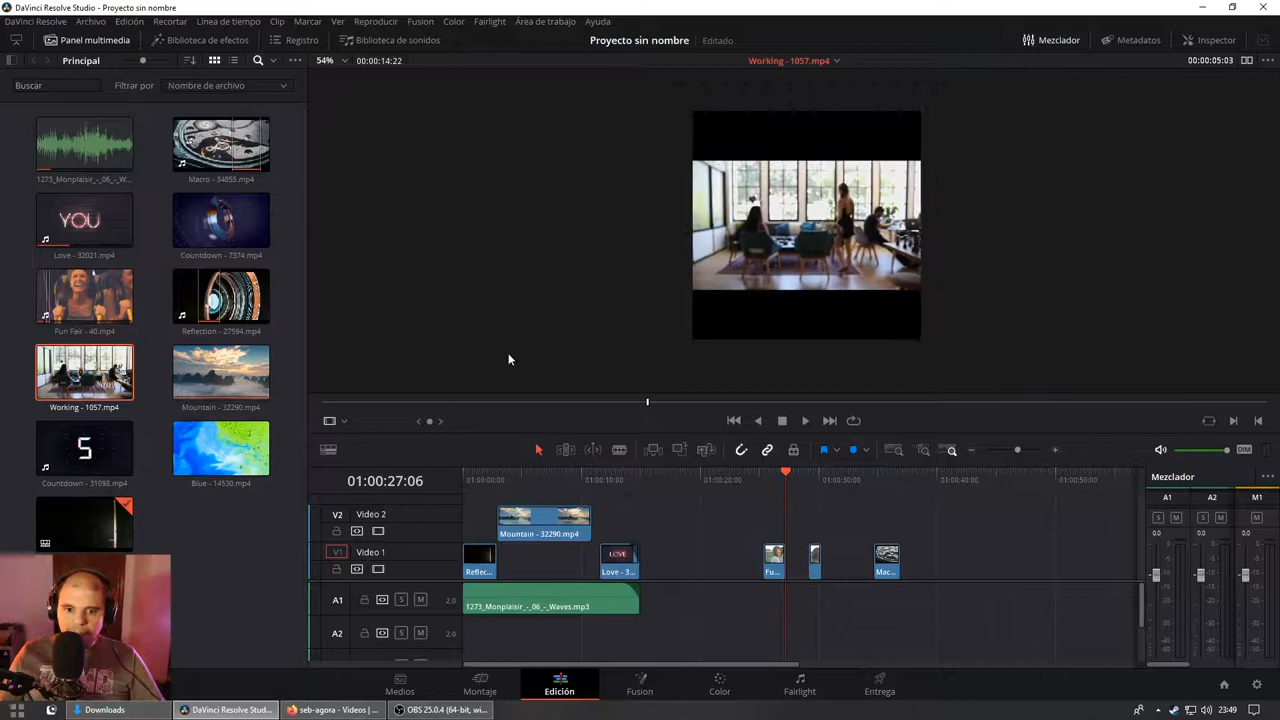 DaVinci Resolve Studio - Proyecto sin nombre
DaVinci Resolve Archivo Edición Recortar Línea de tiempo Clip Marcar Ver Reproducir Fusion Color Fairlight Área de trabajo Ayuda
Panel multimedia Biblioteca de efectos Registro Biblioteca de sonidos Proyecto sin nombre Editado Mezclador Metadatos Inspector
Principal 54% 00:00:14:22 Working - 1057.mp4 00:00:05:03
Buscar Filtrar por Nombre de archivo
1273_Monplaisir_-_06_-_W... Macro - 34855.mp4
YOU
Love - 32021.mp4 Countdown - 7374.mp4
Fun Fair - 40.mp4 Reflection - 27594.mp4
Working - 1057.mp4 Mountain - 32290.mp4
5
Countdown - 31098.mp4 Blue - 14530.mp4
DIM
01:00:27:06 01:00:00:00 01:00:10:00 01:00:20:00 01:00:30:00 01:00:40:00 01:00:50:00
Mezclador
A1 A2 M1
S M S M M
0.0 0.0 0.0
V2 Video 2
Mountain - 32290.mp4
V1 Video 1
LOVE
Reflec... Love - 3... Fu... Mac...
A1 S M 2.0
1273_Monplaisir_-_06_-_Waves.mp3
A2 S M 2.0
Medios Montaje Edición Fusion Color Fairlight Entrega
Downloads DaVinci Resolve Studi... seb-agora - Videos | ... OBS 25.0.4 (64-bit, wi... 23:49